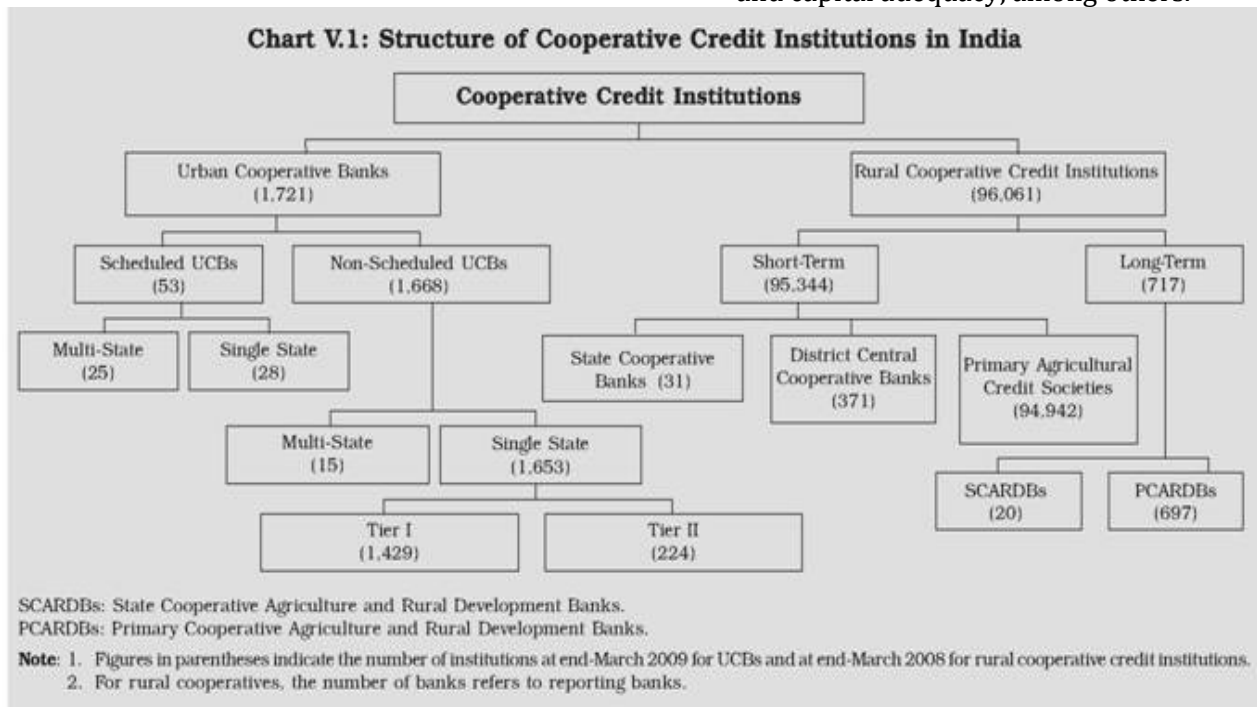 and capital adequacy, among others.
Chart V.1: Structure of Cooperative Credit Institutions in India
Cooperative Credit Institutions
Urban Cooperative Banks
(1,721)
Rural Cooperative Credit Institutions
(96,061)
Scheduled UCBs
(53)
Non-Scheduled UCBs
(1,668)
Short-Term
(95,344)
Long-Term
(717)
Multi-State
(25)
Single State
(28)
State Cooperative
Banks (31)
District Central
Cooperative Banks
(371)
Primary Agricultural
Credit Societies
(94,942)
Multi-State
(15)
Single State
(1,653)
SCARDBs
(20)
PCARDBs
(697)
Tier I
(1,429)
Tier II
(224)
SCARDBs: State Cooperative Agriculture and Rural Development Banks.
PCARDBs: Primary Cooperative Agriculture and Rural Development Banks.
Note: 1. Figures in parentheses indicate the number of institutions at end-March 2009 for UCBs and at end-March 2008 for rural cooperative credit institutions.
2. For rural cooperatives, the number of banks refers to reporting banks.